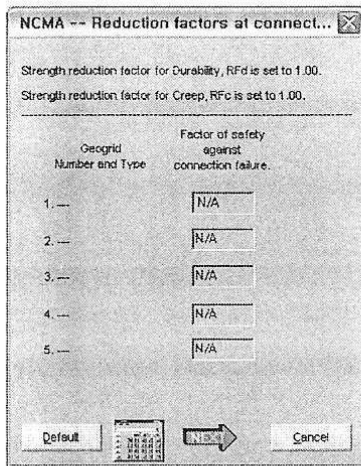 NCMA -- Reduction factors at connect...
Strength reduction factor for Durability, RFd is set to 1.00.
Strength reduction factor for Creep, RFc is set to 1.00.
Geogrid
Number and Type
Factor of safety
against
connection failure.
1. ---
N/A
2. ---
N/A
3. ---
N/A
4. ---
N/A
5. ---
N/A
Default
NEXT
Cancel